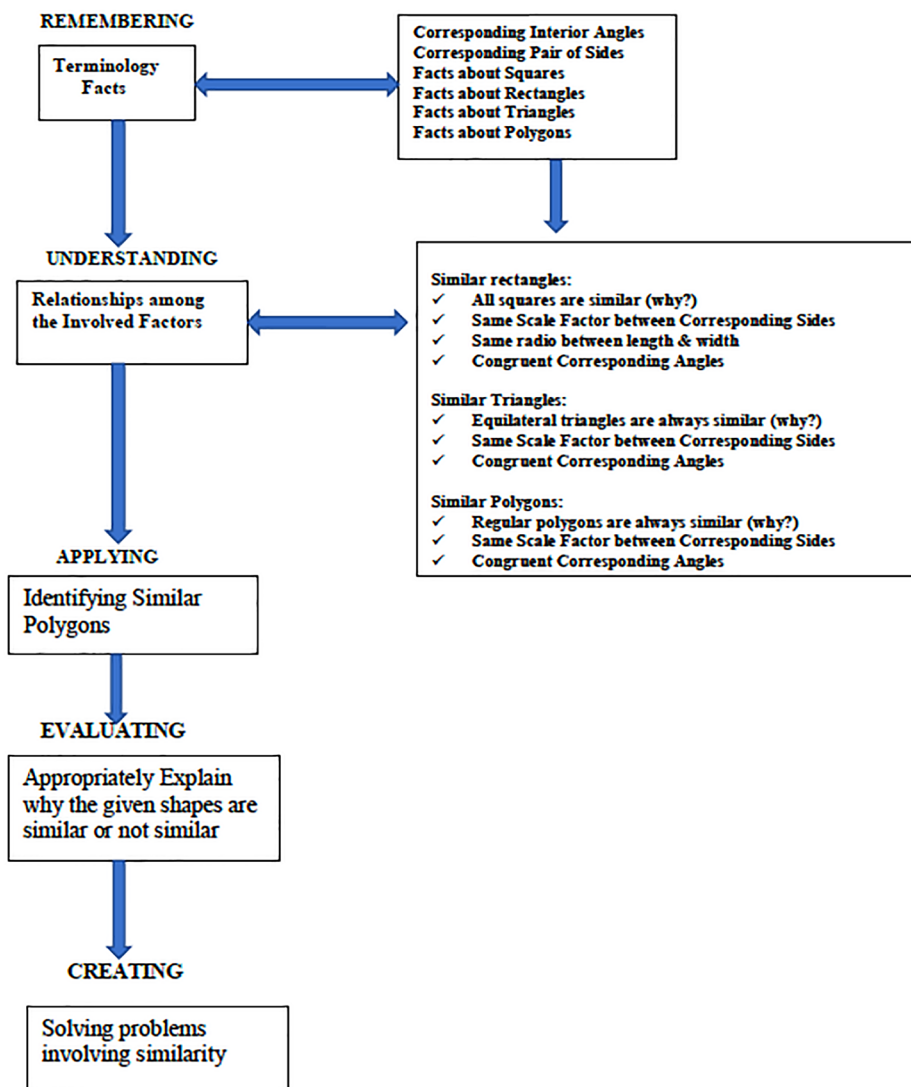 REMEMBERING
Terminology
Facts
Corresponding Interior Angles
Corresponding Pair of Sides
Facts about Squares
Facts about Rectangles
Facts about Triangles
Facts about Polygons
UNDERSTANDING
Relationships among
the Involved Factors
Similar rectangles:
✓ All squares are similar (why?)
✓ Same Scale Factor between Corresponding Sides
✓ Same radio between length & width
✓ Congruent Corresponding Angles
Similar Triangles:
✓ Equilateral triangles are always similar (why?)
✓ Same Scale Factor between Corresponding Sides
✓ Congruent Corresponding Angles
Similar Polygons:
✓ Regular polygons are always similar (why?)
✓ Same Scale Factor between Corresponding Sides
✓ Congruent Corresponding Angles
APPLYING
Identifying Similar
Polygons
EVALUATING
Appropriately Explain
why the given shapes are
similar or not similar
CREATING
Solving problems
involving similarity